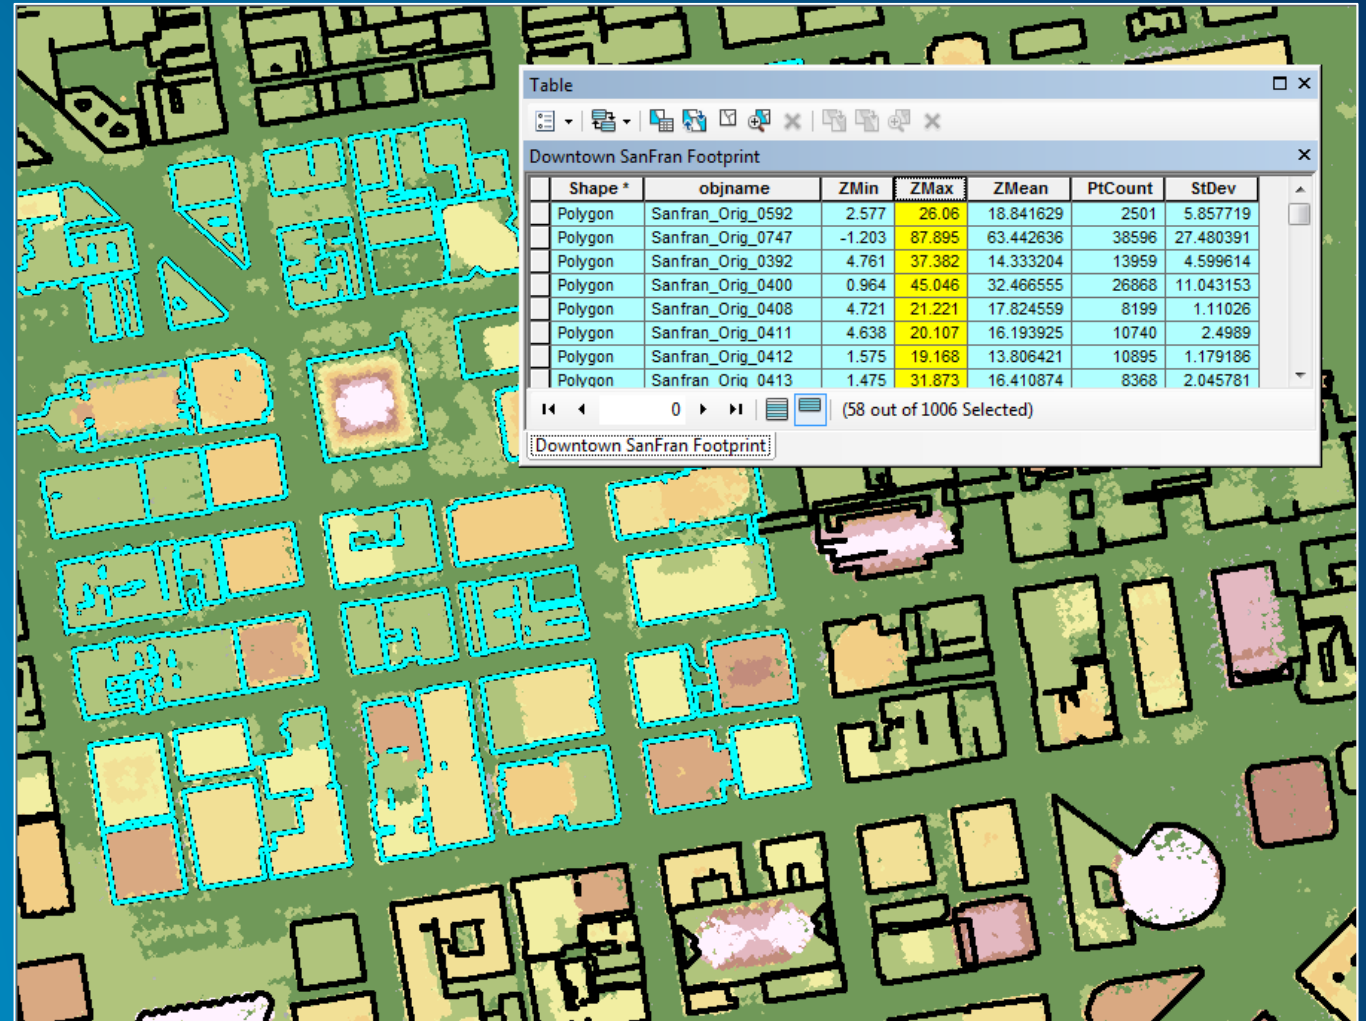 Table
Downtown SanFran Footprint
Shape * objname ZMin ZMax ZMean PtCount StDev
Polygon Sanfran_Orig_0592 2.577 26.06 18.841629 2501 5.857719
Polygon Sanfran_Orig_0747 -1.203 87.895 63.442636 38596 27.480391
Polygon Sanfran_Orig_0392 4.761 37.382 14.333204 13959 4.599614
Polygon Sanfran_Orig_0400 0.964 45.046 32.466555 26868 11.043153
Polygon Sanfran_Orig_0408 4.721 21.221 17.824559 8199 1.11026
Polygon Sanfran_Orig_0411 4.638 20.107 16.193925 10740 2.4989
Polygon Sanfran_Orig_0412 1.575 19.168 13.806421 10895 1.179186
Polygon Sanfran_Orig_0413 1.475 31.873 16.410874 8368 2.045781
0 (58 out of 1006 Selected)
Downtown SanFran Footprint